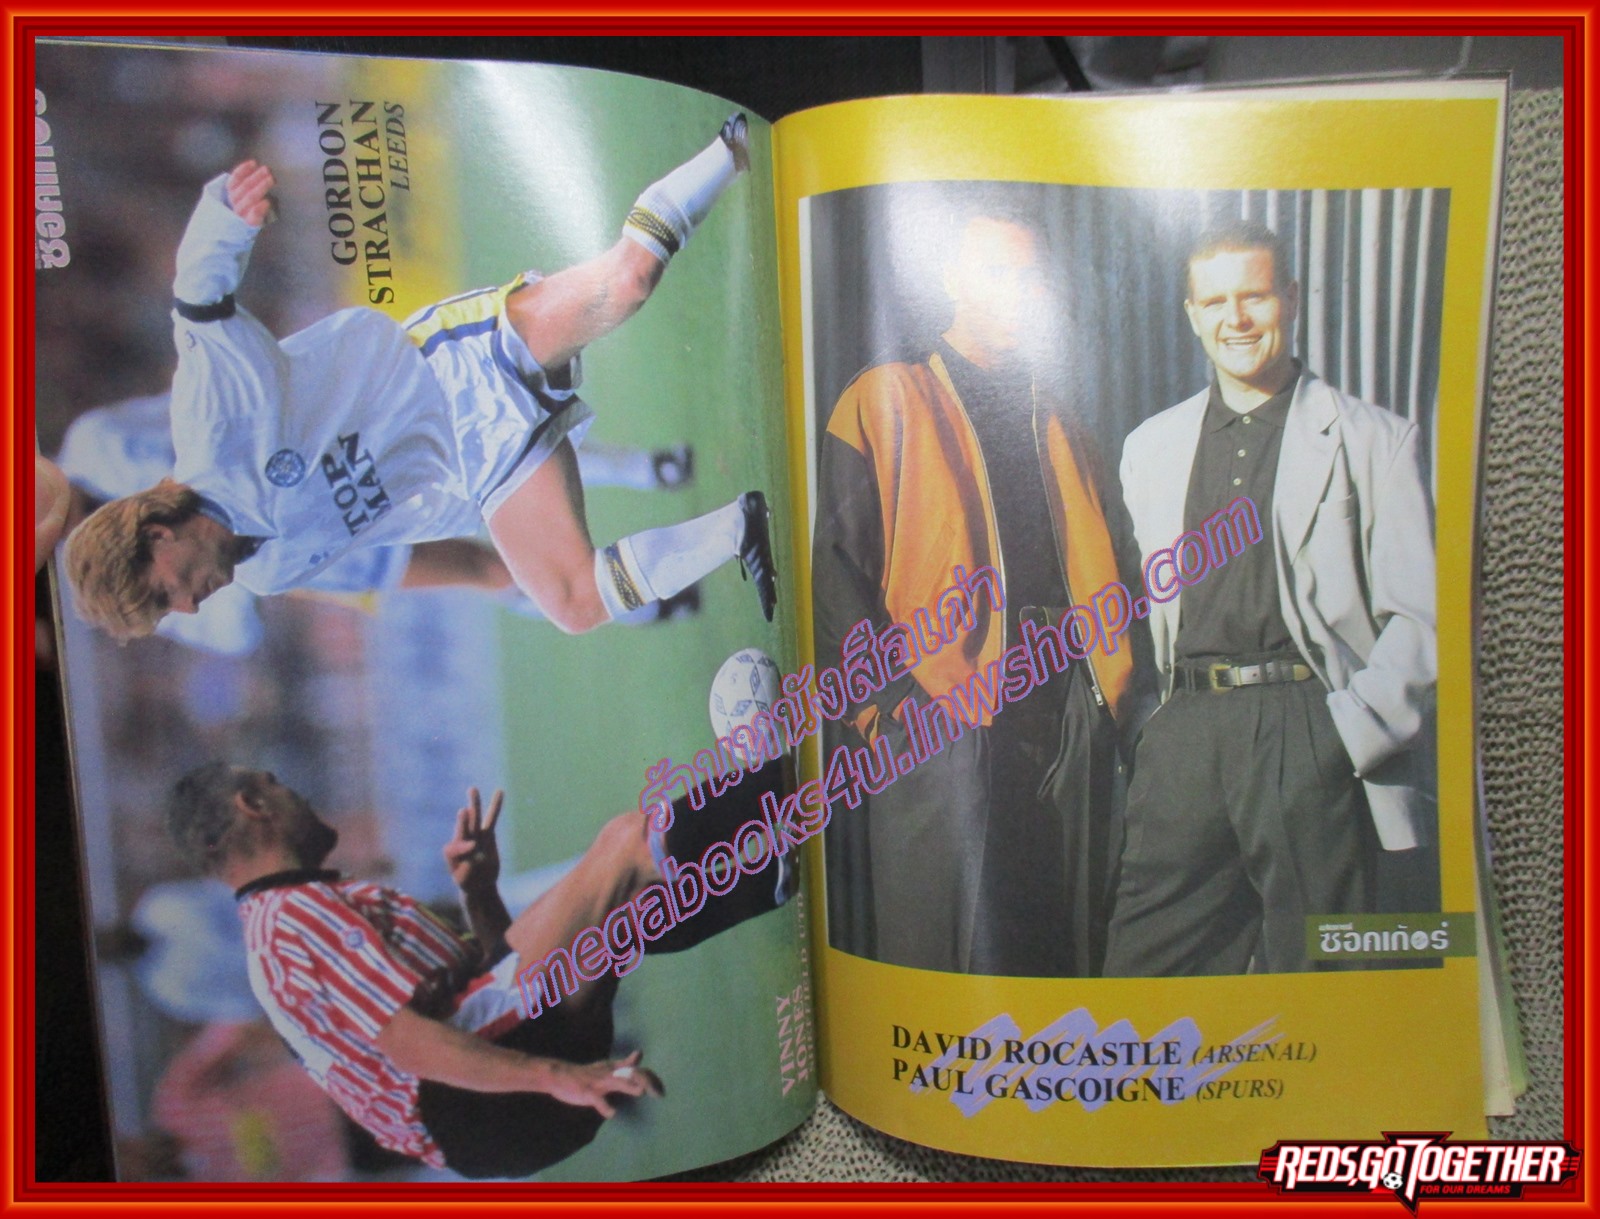 ซอคเก้อร์
GORDON
STRACHAN
LEEDS
TOP
MAN
VINNY
JONES
SHEFFIELD UTD
ซอคเก้อร์
DAVID ROCASTLE (ARSENAL)
PAUL GASCOIGNE (SPURS)
ร้านหนังสือเก่า
megabooks4u.lnwshop.com
REDS,GO TOGETHER
FOR OUR DREAMS